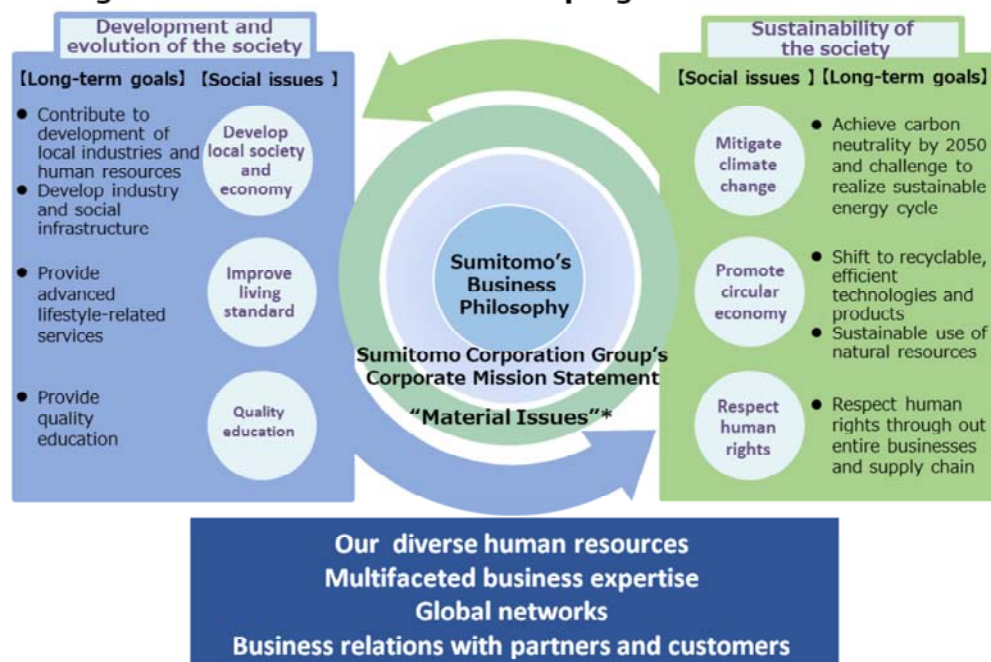 Development and
evolution of the society
【Long-term goals】
● Contribute to
development of
local industries and
human resources
● Develop industry
and social
infrastructure
● Provide
advanced
lifestyle-related
services
● Provide
quality
education
【Social issues 】
Develop
local society
and
economy
Improve
living
standard
Quality
education
Sumitomo's
Business
Philosophy
Sumitomo Corporation Group's
Corporate Mission Statement
“Material Issues”*
Sustainability of
the society
【Social issues 】
Mitigate
climate
change
Promote
circular
economy
Respect
human
rights
【Long-term goals】
● Achieve carbon
neutrality by 2050
and challenge to
realize sustainable
energy cycle
● Shift to recyclable,
efficient
technologies and
products
● Sustainable use of
natural resources
● Respect human
rights through out
entire businesses
and supply chain
Our diverse human resources
Multifaceted business expertise
Global networks
Business relations with partners and customers